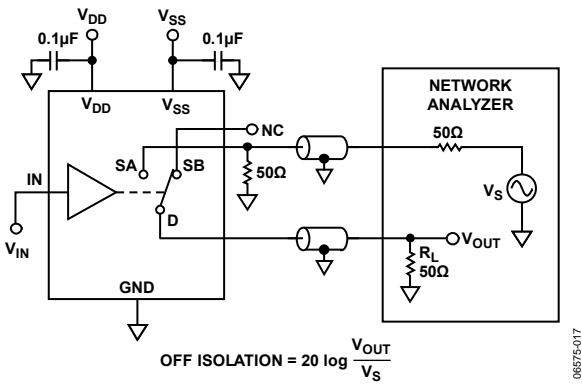 VDD
VSS
0.1µF
0.1µF
VDD
VSS
NETWORK
ANALYZER
NC
50Ω
SA
SB
50Ω
IN
VS
D
VOUT
VIN
RL
50Ω
GND
OFF ISOLATION = 20 log VOUT
VS
06575-017